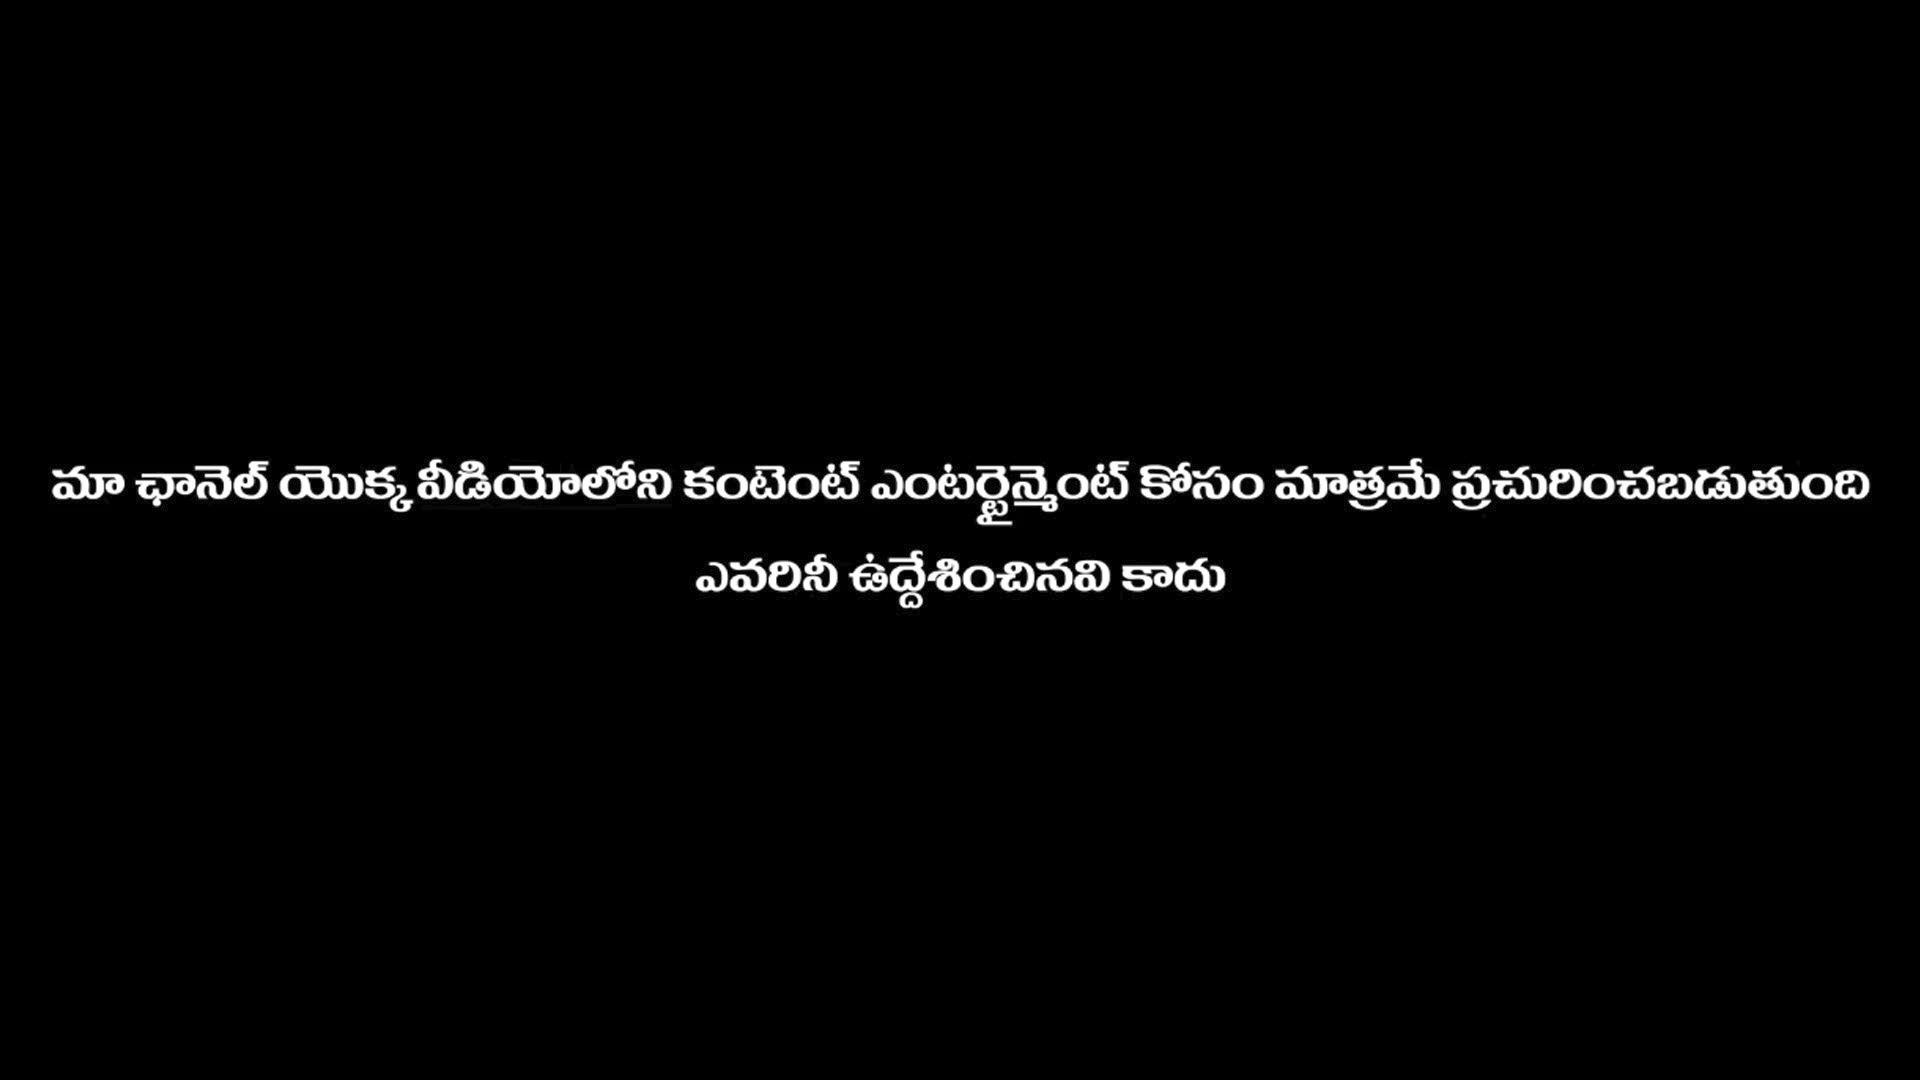 మా ఛానెల్ యొక్క వీడియోలోని కంటెంట్ ఎంటర్టైన్మెంట్ కోసం మాత్రమే ప్రచురించబడుతుంది
ఎవరినీ ఉద్దేశించినవి కాదు